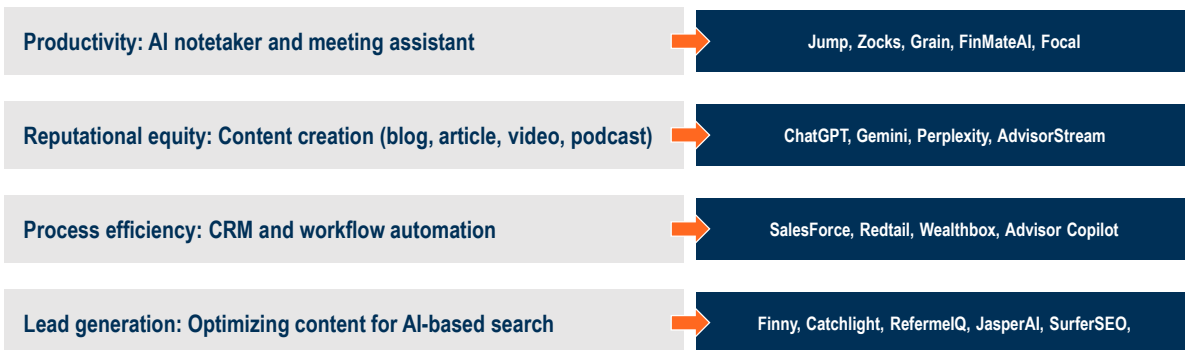 Productivity: AI notetaker and meeting assistant
Jump, Zocks, Grain, FinMateAI, Focal
Reputational equity: Content creation (blog, article, video, podcast)
ChatGPT, Gemini, Perplexity, AdvisorStream
Process efficiency: CRM and workflow automation
SalesForce, Redtail, Wealthbox, Advisor Copilot
Lead generation: Optimizing content for AI-based search
Finny, Catchlight, RefermeIQ, JasperAI, SurferSEO,